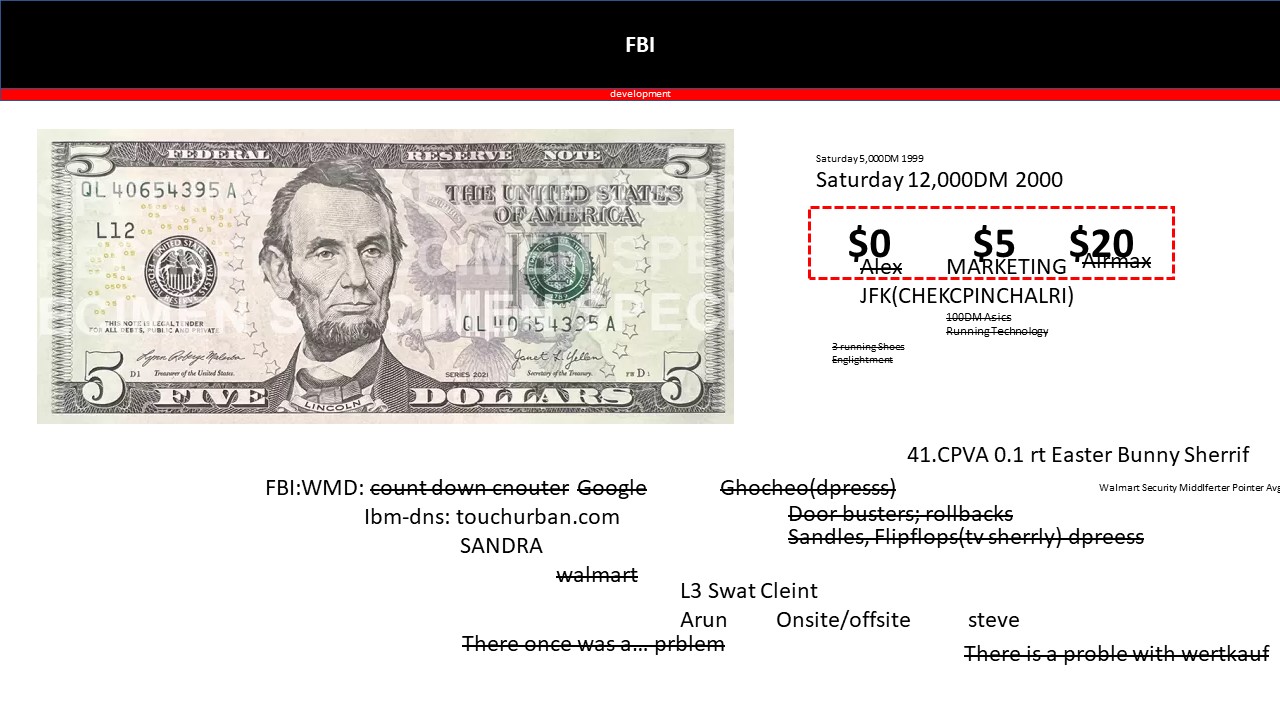 FBI
development
FEDERAL RESERVE NOTE
5 5
QL 40654395 A
THE UNITED STATES
OF AMERICA
L12
SPECIMEN SPECIMEN SPECIMEN
QL 40654395 A
THIS NOTE IS LEGAL TENDER
FOR ALL DEBTS, PUBLIC AND PRIVATE
D1
Treasurer of the United States.
SERIES 2021
Janet L. Yellen
Secretary of the Treasury.
FW D 1
5 5
FIVE DOLLARS
LINCOLN
Saturday 5,000DM 1999
Saturday 12,000DM 2000
$0 $5 $20
Alex MARKETING Airmax
JFK(CHEKCPINCHALRI)
100DM Asics
Running Technology
3 running Shoes
Englightment
41.CPVA 0.1 rt Easter Bunny Sherrif
FBI:WMD: count down cnouter Google Ghocheo(dpresss)
Walmart Security Middlferter Pointer Avg
Ibm-dns: touchurban.com
Door busters; rollbacks
SANDRA
Sandles, Flipflops(tv sherrly) dpreess
walmart
L3 Swat Cleint
Arun Onsite/offsite steve
There once was a... prblem
There is a proble with wertkauf